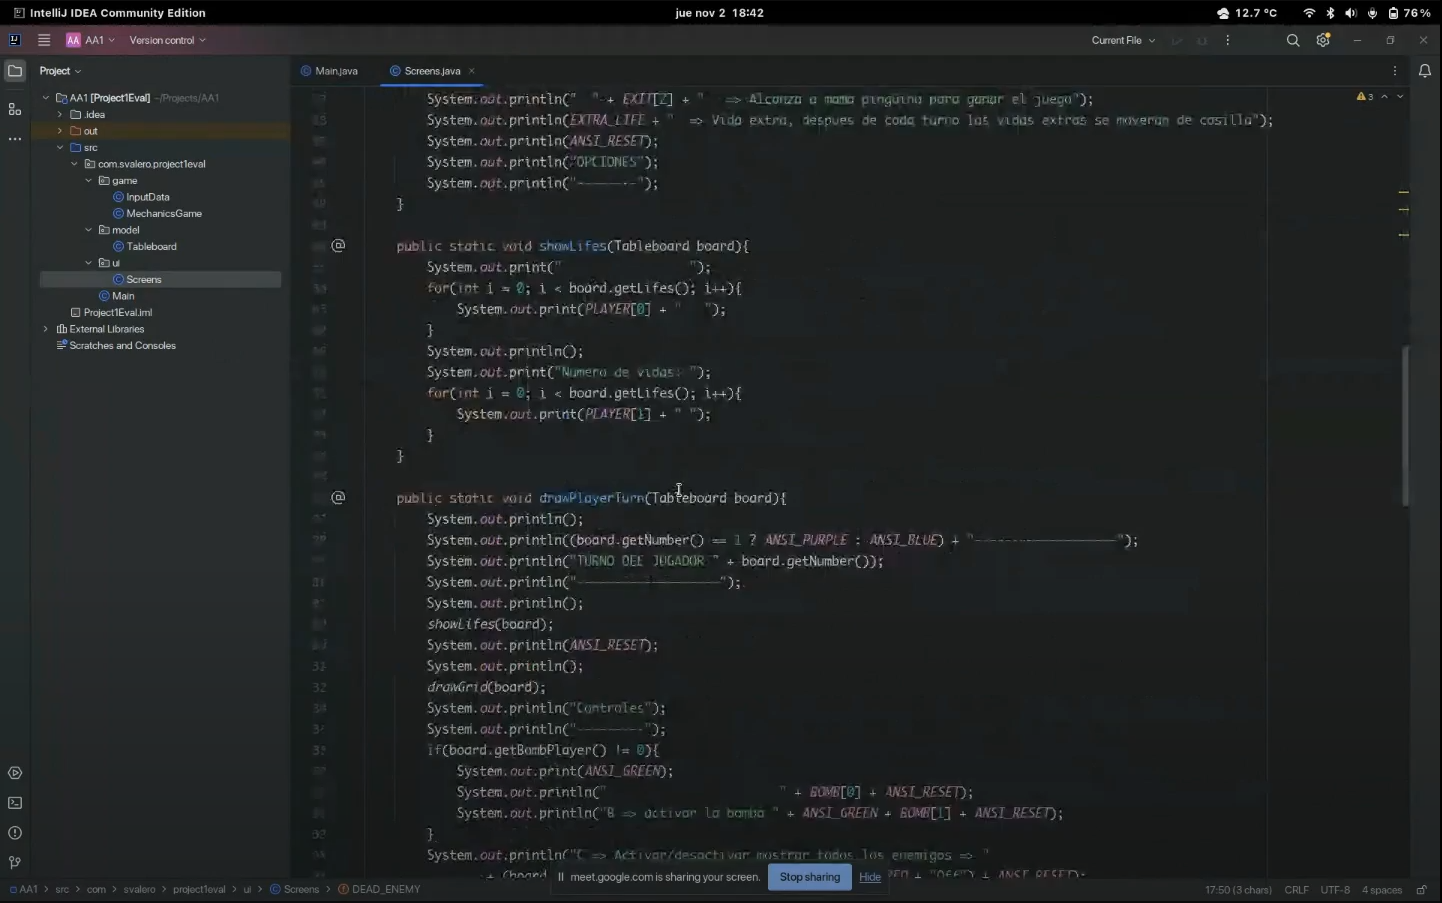 IntelliJ IDEA Community Edition
jue nov 2 18:42
12.7 °C
76%
IJ
AA AA1
Version control
Current File
Project
Main.java
Screens.java
3
AA1 [Project1Eval] ~/Projects/AA1
.idea
out
src
com.svalero.project1eval
game
InputData
MechanicsGame
model
Tableboard
ui
Screens
Main
Project1Eval.iml
External Libraries
Scratches and Consoles
System.out.println(" "+ EXIT[2] + " => Alcanza a mama pinguina para ganar el juego");
System.out.println(EXTRA_LIFE + " => Vida extra, despues de cada turno las vidas extras se moveran de casilla");
System.out.println(ANSI_RESET);
System.out.println("OPCIONES");
System.out.println("--------");
}
public static void showLifes(Tableboard board){
System.out.print(" ");
for(int i = 0; i < board.getLifes(); i++){
System.out.print(PLAYER[0] + " ");
}
System.out.println();
System.out.print("Numero de vidas: ");
for(int i = 0; i < board.getLifes(); i++){
System.out.print(PLAYER[1] + " ");
}
}
public static void drawPlayerTurn(Tableboard board){
System.out.println();
System.out.println((board.getNumber() == 1 ? ANSI_PURPLE : ANSI_BLUE) + "-------------------");
System.out.println("TURNO DEL JUGADOR " + board.getNumber());
System.out.println("-------------------");
System.out.println();
showLifes(board);
System.out.println(ANSI_RESET);
System.out.println();
drawGrid(board);
System.out.println("Controles");
System.out.println("---------");
if(board.getBombPlayer() != 0){
System.out.print(ANSI_GREEN);
System.out.println(" " + BOMB[0] + ANSI_RESET);
System.out.println("B => activar la bomba " + ANSI_GREEN + BOMB[1] + ANSI_RESET);
}
System.out.println("C => Activar/desactivar mostrar todos los enemigos => "
meet.google.com is sharing your screen.
Stop sharing
Hide
AA1 > src > com > svalero > project1eval > ui > Screens > DEAD_ENEMY
17:50 (3 chars)
CRLF
UTF-8
4 spaces